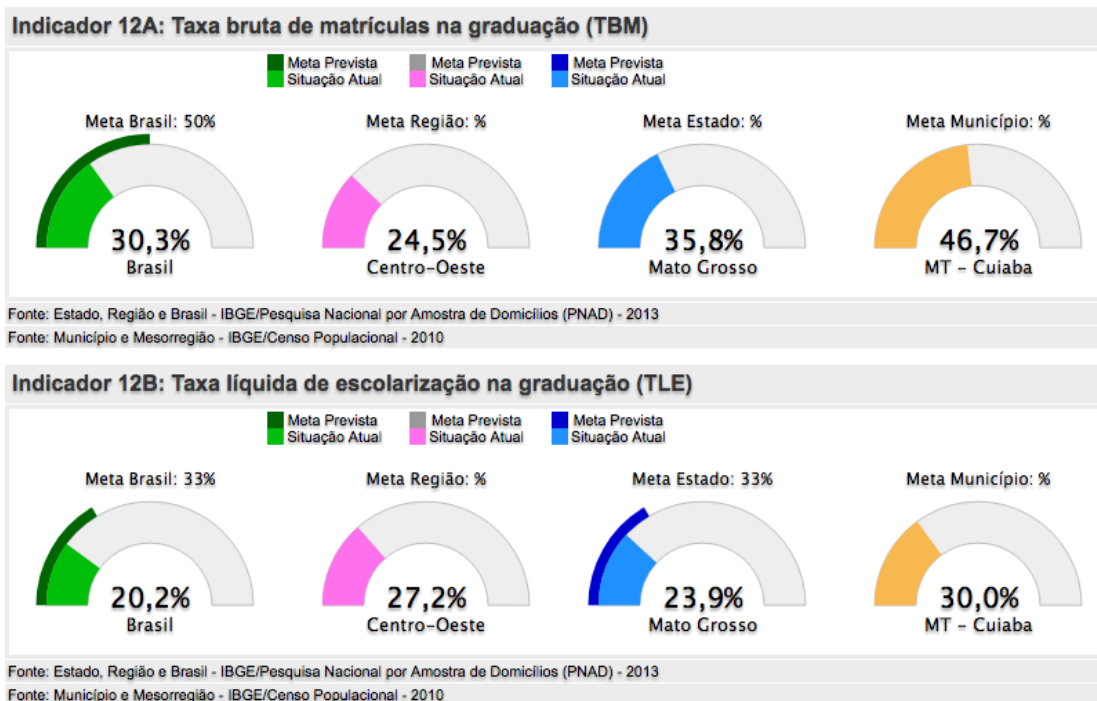 Indicador 12A: Taxa bruta de matrículas na graduação (TBM)
Meta Prevista Meta Prevista Meta Prevista
Situação Atual Situação Atual Situação Atual
Meta Brasil: 50% Meta Região: % Meta Estado: % Meta Município: %
30,3% 24,5% 35,8% 46,7%
Brasil Centro-Oeste Mato Grosso MT - Cuiaba
Fonte: Estado, Região e Brasil - IBGE/Pesquisa Nacional por Amostra de Domicílios (PNAD) - 2013
Fonte: Município e Mesorregião - IBGE/Censo Populacional - 2010
Indicador 12B: Taxa líquida de escolarização na graduação (TLE)
Meta Prevista Meta Prevista Meta Prevista
Situação Atual Situação Atual Situação Atual
Meta Brasil: 33% Meta Região: % Meta Estado: 33% Meta Município: %
20,2% 27,2% 23,9% 30,0%
Brasil Centro-Oeste Mato Grosso MT - Cuiaba
Fonte: Estado, Região e Brasil - IBGE/Pesquisa Nacional por Amostra de Domicílios (PNAD) - 2013
Fonte: Município e Mesorregião - IBGE/Censo Populacional - 2010